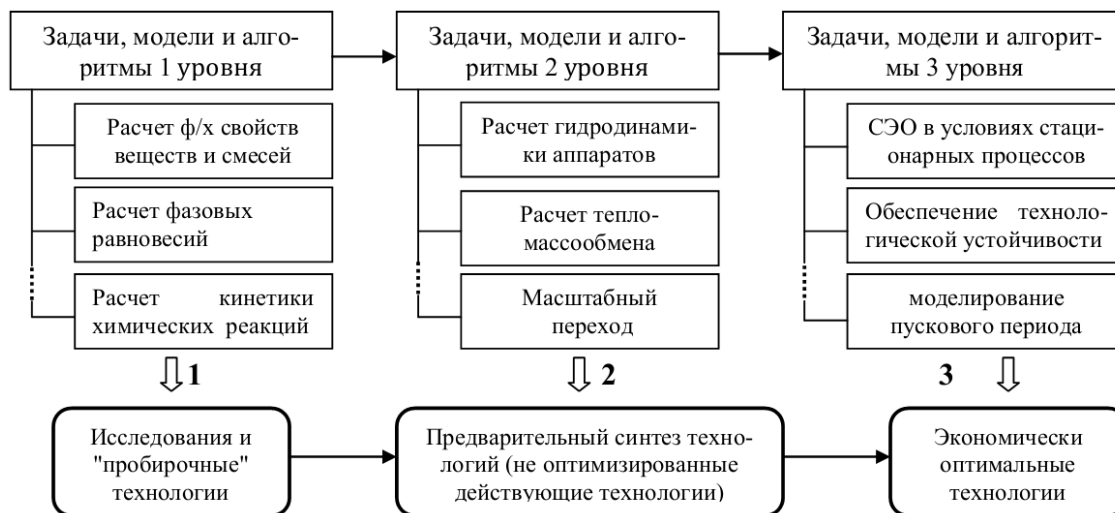 Задачи, модели и алго-
ритмы 1 уровня
Задачи, модели и алго-
ритмы 2 уровня
Задачи, модели и алгорит-
мы 3 уровня
Расчет ф/х свойств
веществ и смесей
Расчет фазовых
равновесий
Расчет кинетики
химических реакций
Расчет гидродинами-
ки аппаратов
Расчет тепло-
массообмена
Масштабный
переход
СЭО в условиях стаци-
онарных процессов
Обеспечение техноло-
гической устойчивости
моделирование
пускового периода
1
2
3
Исследования и
"пробирочные"
технологии
Предварительный синтез техно-
логий (не оптимизированные
действующие технологии)
Экономически
оптимальные
технологии